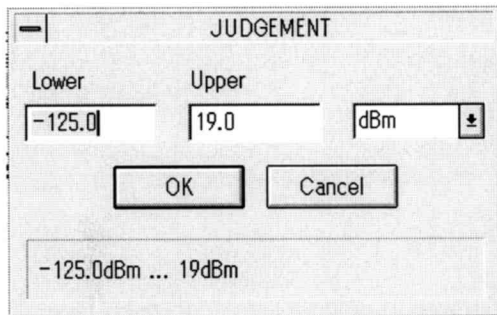 JUDGEMENT
Lower Upper
-125.0 19.0 dBm
OK Cancel
-125.0dBm ... 19dBm